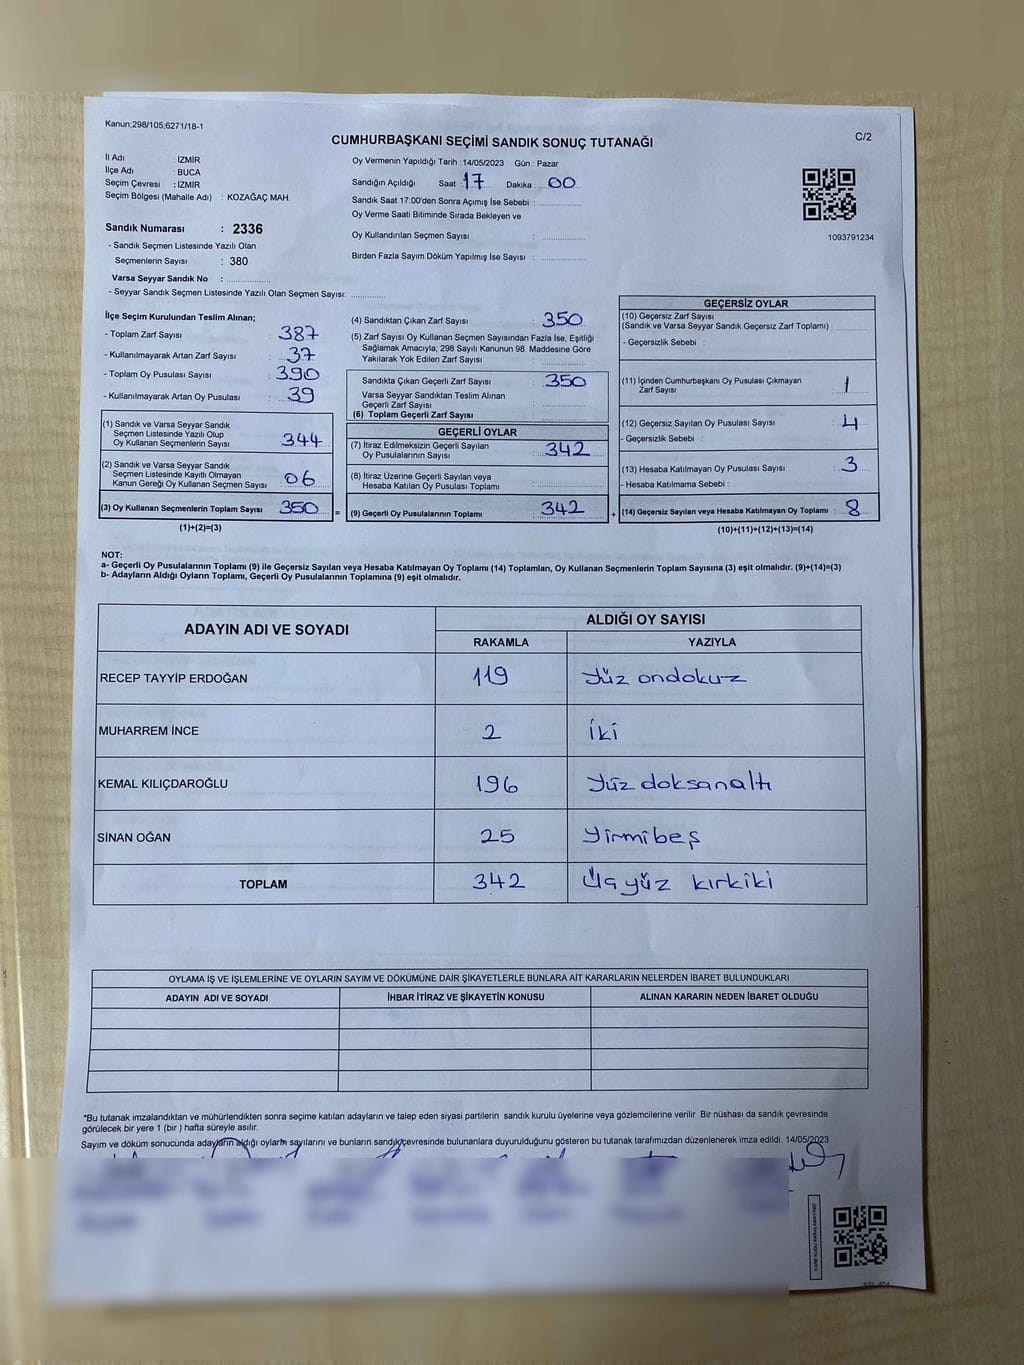 Kanun;298/105;6271/18-1
CUMHURBAŞKANI SEÇİMİ SANDIK SONUÇ TUTANAĞI
C/2
İl Adı : İZMİR
İlçe Adı : BUCA
Seçim Çevresi : İZMİR
Seçim Bölgesi (Mahalle Adı) : KOZAĞAÇ MAH.
Sandık Numarası : 2336
- Sandık Seçmen Listesinde Yazılı Olan
Seçmenlerin Sayısı : 380
Varsa Seyyar Sandık No :
- Seyyar Sandık Seçmen Listesinde Yazılı Olan Seçmen Sayısı:
Oy Vermenin Yapıldığı Tarih :14/05/2023 Gün : Pazar
Sandığın Açıldığı Saat : 17 Dakika : 00
Sandık Saat 17:00'den Sonra Açımış İse Sebebi :
Oy Verme Saati Bitiminde Sırada Bekleyen ve
Oy Kullandırılan Seçmen Sayısı :
Birden Fazla Sayım Döküm Yapılmış İse Sayısı :
1093791234
İlçe Seçim Kurulundan Teslim Alınan;
- Toplam Zarf Sayısı : 387
- Kullanılmayarak Artan Zarf Sayısı : 37
- Toplam Oy Pusulası Sayısı : 390
- Kullanılmayarak Artan Oy Pusulası : 39
(1) Sandık ve Varsa Seyyar Sandık
Seçmen Listesinde Yazılı Olup
Oy Kullanan Seçmenlerin Sayısı : 344
(2) Sandık ve Varsa Seyyar Sandık
Seçmen Listesinde Kayıtlı Olmayan
Kanun Gereği Oy Kullanan Seçmen Sayısı : 06
(3) Oy Kullanan Seçmenlerin Toplam Sayısı : 350
(1)+(2)=(3)
(4) Sandıktan Çıkan Zarf Sayısı : 350
(5) Zarf Sayısı Oy Kullanan Seçmen Sayısından Fazla İse, Eşitliği
Sağlamak Amacıyla, 298 Sayılı Kanunun 98. Maddesine Göre
Yakılarak Yok Edilen Zarf Sayısı :
Sandıkta Çıkan Geçerli Zarf Sayısı : 350
Varsa Seyyar Sandıktan Teslim Alınan
Geçerli Zarf Sayısı :
(6) Toplam Geçerli Zarf Sayısı :
=
GEÇERLİ OYLAR
(7) İtiraz Edilmeksizin Geçerli Sayılan
Oy Pusulalarının Sayısı : 342
(8) İtiraz Üzerine Geçerli Sayılan veya
Hesaba Katılan Oy Pusulası Toplamı :
(9) Geçerli Oy Pusulalarının Toplamı : 342
+
GEÇERSİZ OYLAR
(10) Geçersiz Zarf Sayısı
(Sandık ve Varsa Seyyar Sandık Geçersiz Zarf Toplamı) :
- Geçersizlik Sebebi :
(11) İçinden Cumhurbaşkanı Oy Pusulası Çıkmayan
Zarf Sayısı : 1
(12) Geçersiz Sayılan Oy Pusulası Sayısı : 4
- Geçersizlik Sebebi :
(13) Hesaba Katılmayan Oy Pusulası Sayısı : 3
- Hesaba Katılmama Sebebi :
(14) Geçersiz Sayılan veya Hesaba Katılmayan Oy Toplamı : 8
(10)+(11)+(12)+(13)=(14)
NOT:
a- Geçerli Oy Pusulalarının Toplamı (9) ile Geçersiz Sayılan veya Hesaba Katılmayan Oy Toplamı (14) Toplamları, Oy Kullanan Seçmenlerin Toplam Sayısına (3) eşit olmalıdır. (9)+(14)=(3)
b- Adayların Aldığı Oyların Toplamı, Geçerli Oy Pusulalarının Toplamına (9) eşit olmalıdır.
ADAYIN ADI VE SOYADI
ALDIĞI OY SAYISI
RAKAMLA YAZIYLA
RECEP TAYYİP ERDOĞAN 119 Yüz ondokuz
MUHARREM İNCE 2 İki
KEMAL KILIÇDAROĞLU 196 Yüz doksanaltı
SİNAN OĞAN 25 Yirmibeş
TOPLAM 342 Üçyüz kırkiki
OYLAMA İŞ VE İŞLEMLERİNE VE OYLARIN SAYIM VE DÖKÜMÜNE DAİR ŞİKAYETLERLE BUNLARA AİT KARARLARIN NELERDEN İBARET BULUNDUKLARI
ADAYIN ADI VE SOYADI İHBAR İTİRAZ VE ŞİKAYETİN KONUSU ALINAN KARARIN NEDEN İBARET OLDUĞU
*Bu tutanak imzalandıktan ve mühürlendikten sonra seçime katılan adayların ve talep eden siyasi partilerin sandık kurulu üyelerine veya gözlemcilerine verilir. Bir nüshası da sandık çevresinde
görülecek bir yere 1 (bir ) hafta süreyle asılır.
Sayım ve döküm sonucunda adayların aldığı oyların sayılarını ve bunların sandık çevresinde bulunanlara duyurulduğunu gösteren bu tutanak tarafımızdan düzenlenerek imza edildi. 14/05/2023